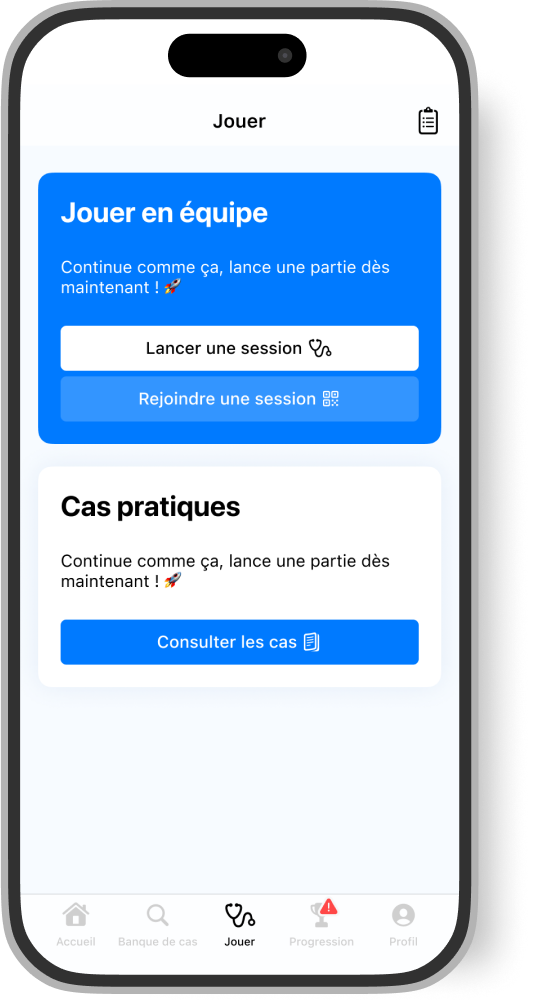 Jouer
Jouer en équipe
Continue comme ça, lance une partie dès
maintenant ! 🚀
Lancer une session
Rejoindre une session
Cas pratiques
Continue comme ça, lance une partie dès
maintenant ! 🚀
Consulter les cas
Accueil
Banque de cas
Jouer
Progression
Profil